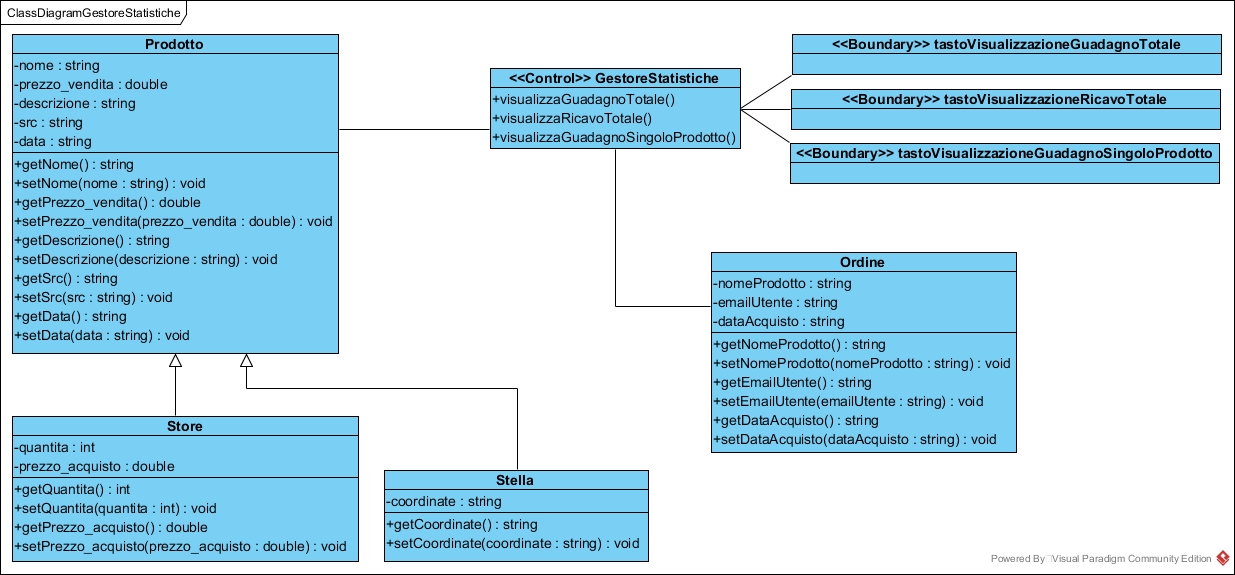 ClassDiagramGestoreStatistiche
Prodotto
-nome : string
-prezzo_vendita : double
-descrizione : string
-src : string
-data : string
+getNome() : string
+setNome(nome : string) : void
+getPrezzo_vendita() : double
+setPrezzo_vendita(prezzo_vendita : double) : void
+getDescrizione() : string
+setDescrizione(descrizione : string) : void
+getSrc() : string
+setSrc(src : string) : void
+getData() : string
+setData(data : string) : void
<<Control>> GestoreStatistiche
+visualizzaGuadagnoTotale()
+visualizzaRicavoTotale()
+visualizzaGuadagnoSingoloProdotto()
<<Boundary>> tastoVisualizzazioneGuadagnoTotale
<<Boundary>> tastoVisualizzazioneRicavoTotale
<<Boundary>> tastoVisualizzazioneGuadagnoSingoloProdotto
Ordine
-nomeProdotto : string
-emailUtente : string
-dataAcquisto : string
+getNomeProdotto() : string
+setNomeProdotto(nomeProdotto : string) : void
+getEmailUtente() : string
+setEmailUtente(emailUtente : string) : void
+getDataAcquisto() : string
+setDataAcquisto(dataAcquisto : string) : void
Store
-quantita : int
-prezzo_acquisto : double
+getQuantita() : int
+setQuantita(quantita : int) : void
+getPrezzo_acquisto() : double
+setPrezzo_acquisto(prezzo_acquisto : double) : void
Stella
-coordinate : string
+getCoordinate() : string
+setCoordinate(coordinate : string) : void
Powered By Visual Paradigm Community Edition